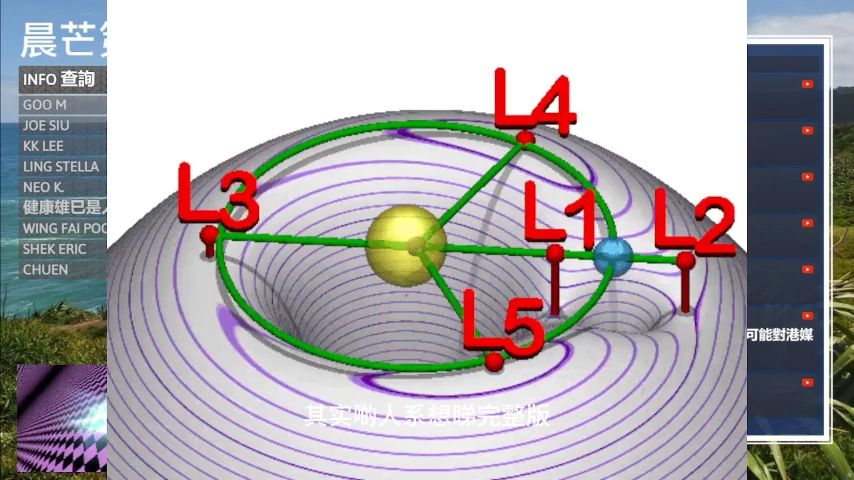 晨芒
INFO 查詢
GOO M
JOE SIU
KK LEE
LING STELLA
NEO K.
健康雄巳是
WING FAI POO
SHEK ERIC
CHUEN
L4
L3
L1
L2
L5
可能對港媒
其实啲人系想睇完整版